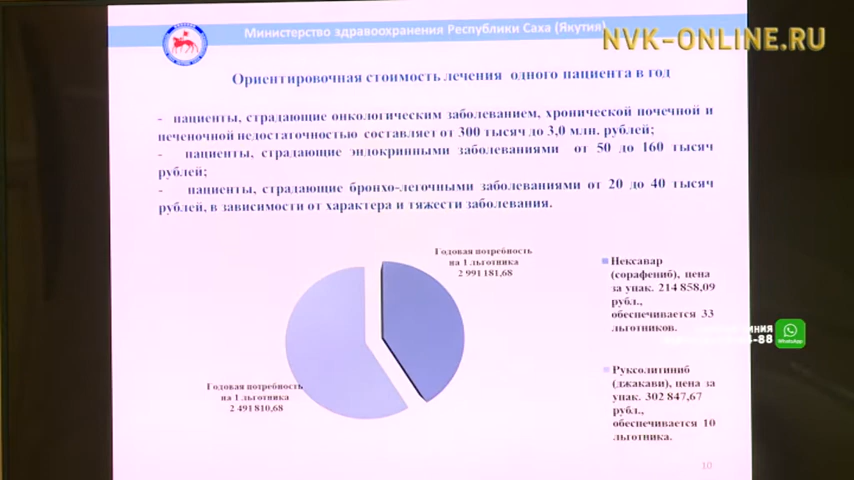 Министерство здравоохранения Республики Саха (Якутия)
NVK-ONLINE.RU
Ориентировочная стоимость лечения одного пациента в год
- пациенты, страдающие онкологическим заболеванием, хронической почечной и
печеночной недостаточностью составляет от 300 тысяч до 3,0 млн. рублей;
- пациенты, страдающие эндокринными заболеваниями от 50 до 160 тысяч
рублей;
- пациенты, страдающие бронхо-легочными заболеваниями от 20 до 40 тысяч
рублей, в зависимости от характера и тяжести заболевания.
Годовая потребность
на 1 льготника
2 991 181,68
Нексавар
(сорафениб), цена
за упак. 214 858,09
рубл.,
обеспечивается 33
льготников.
-88
WhatsApp
Годовая потребность
на 1 льготника
2 491 810,68
Руксолитиниб
(джакави), цена за
упак. 302 847,67
рубл.,
обеспечивается 10
льготника.
10